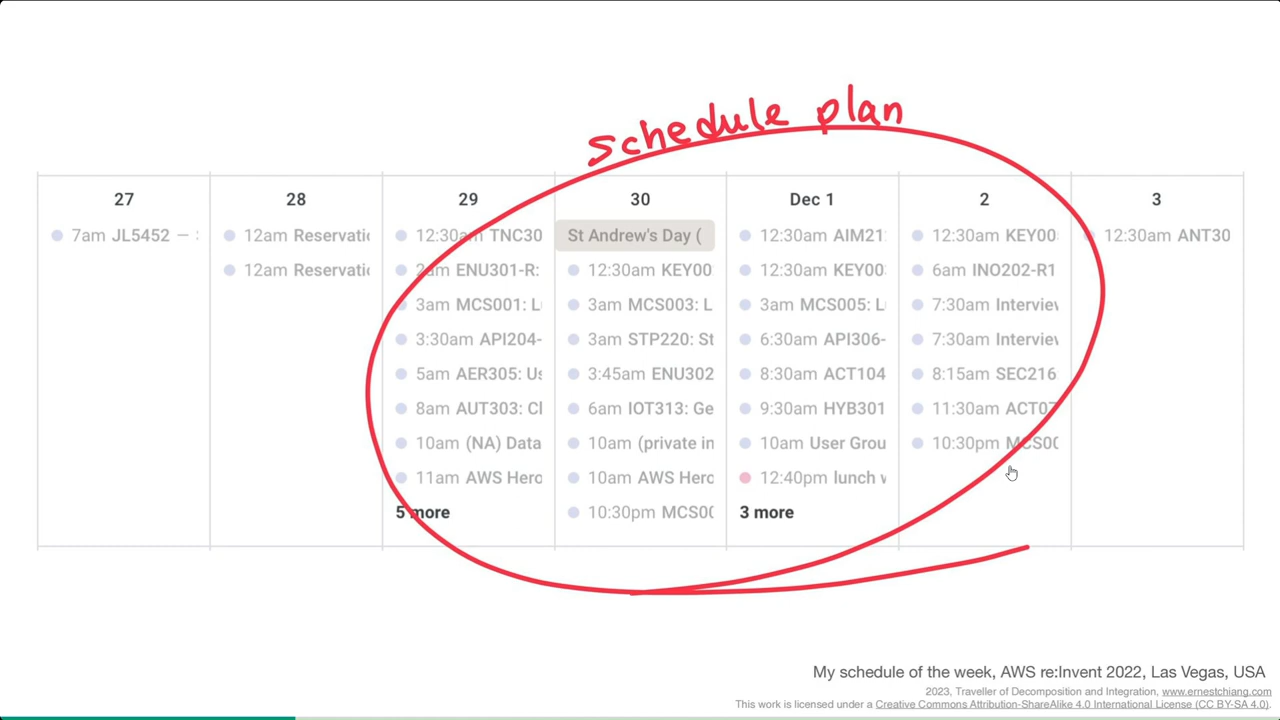 schedule plan
27 28 29 30 Dec 1 2 3
7am JL5452 — 12am Reservatic 12:30am TNC30 St Andrew's Day ( 12:30am AIM21 12:30am KEY00 12:30am ANT30
12am Reservatic 2am ENU301-R: 12:30am KEY00 12:30am KEY00 6am INO202-R1
3am MCS001: L 3am MCS003: L 3am MCS005: L 7:30am Interviev
3:30am API204- 3am STP220: St 6:30am API306- 7:30am Interviev
5am AER305: Us 3:45am ENU302 8:30am ACT104 8:15am SEC216
8am AUT303: Cl 6am IOT313: Ge 9:30am HYB301 11:30am ACT07
10am (NA) Data 10am (private in 10am User Grou 10:30pm MCS00
11am AWS Hero 10am AWS Hero 12:40pm lunch v
5 more 10:30pm MCS00 3 more
My schedule of the week, AWS re:Invent 2022, Las Vegas, USA
2023, Traveller of Decomposition and Integration, www.ernestchiang.com
This work is licensed under a Creative Commons Attribution-ShareAlike 4.0 International License (CC BY-SA 4.0).